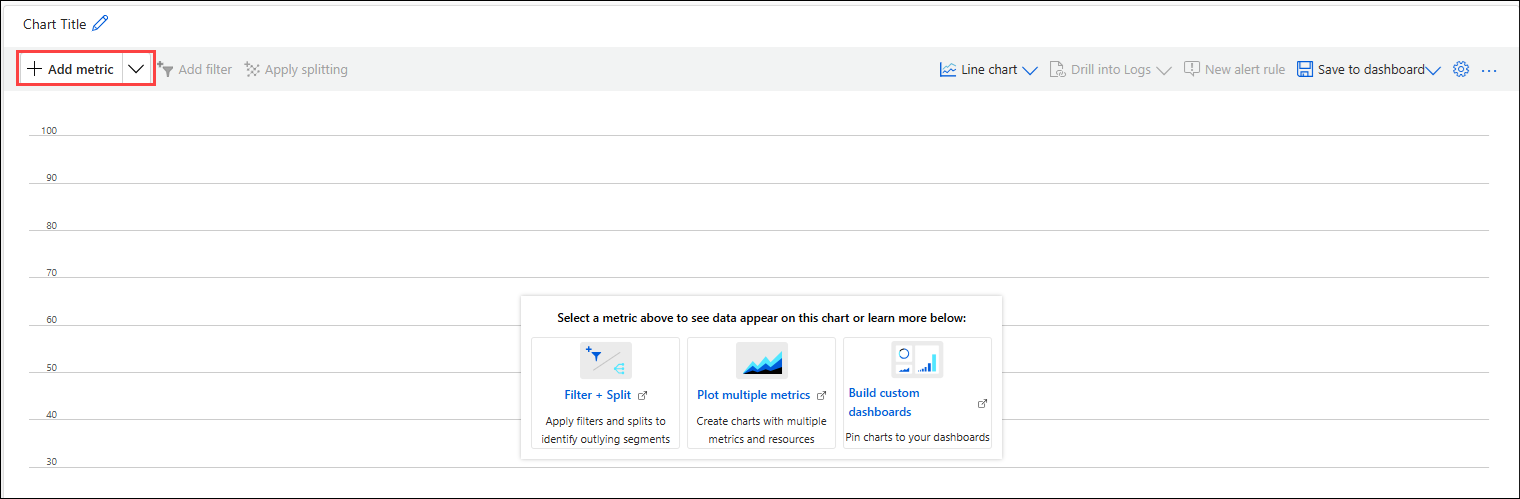 Chart Title
Add metric Add filter Apply splitting Line chart Drill into Logs New alert rule Save to dashboard ...
100
90
80
70
60
Select a metric above to see data appear on this chart or learn more below:
50
Filter + Split
Apply filters and splits to
identify outlying segments
Plot multiple metrics
Create charts with multiple
metrics and resources
Build custom
dashboards
Pin charts to your dashboards
40
30